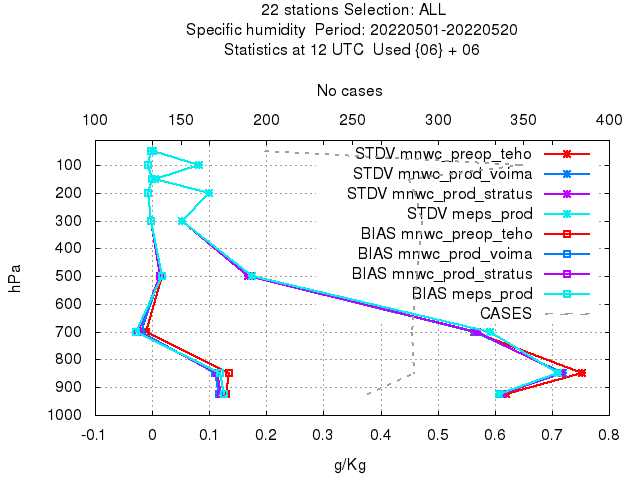 22 stations Selection: ALL
Specific humidity  Period: 20220501-20220520
Statistics at 12 UTC  Used {06} + 06
No cases
100 150 200 250 300 350 400
STDV mnwc_preop_teho
STDV mnwc_prod_voima
STDV mnwc_prod_stratus
STDV meps_prod
BIAS mnwc_preop_teho
BIAS mnwc_prod_voima
BIAS mnwc_prod_stratus
BIAS meps_prod
CASES
hPa
100
200
300
400
500
600
700
800
900
1000
-0.1 0 0.1 0.2 0.3 0.4 0.5 0.6 0.7 0.8
g/Kg